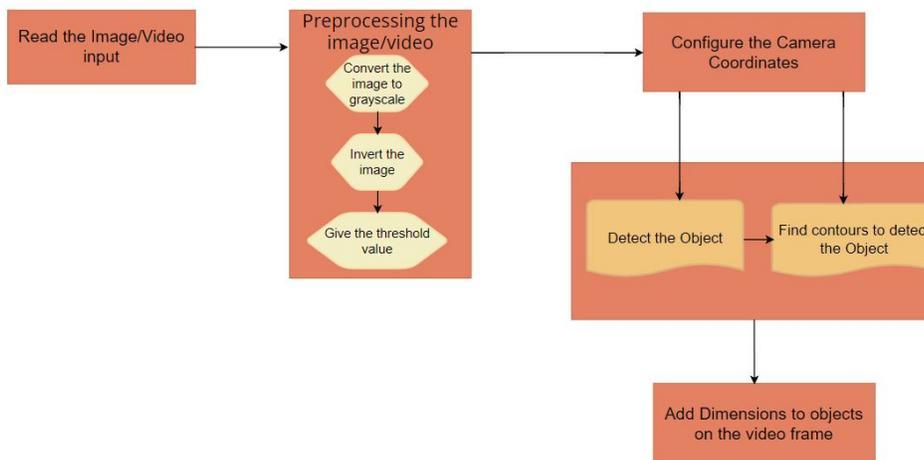 Read the Image/Video
input
Preprocessing the
image/video
Convert the
image to
grayscale
Invert the
image
Give the threshold
value
Configure the Camera
Coordinates
Detect the Object
Find contours to detec
the Object
Add Dimensions to objects
on the video frame